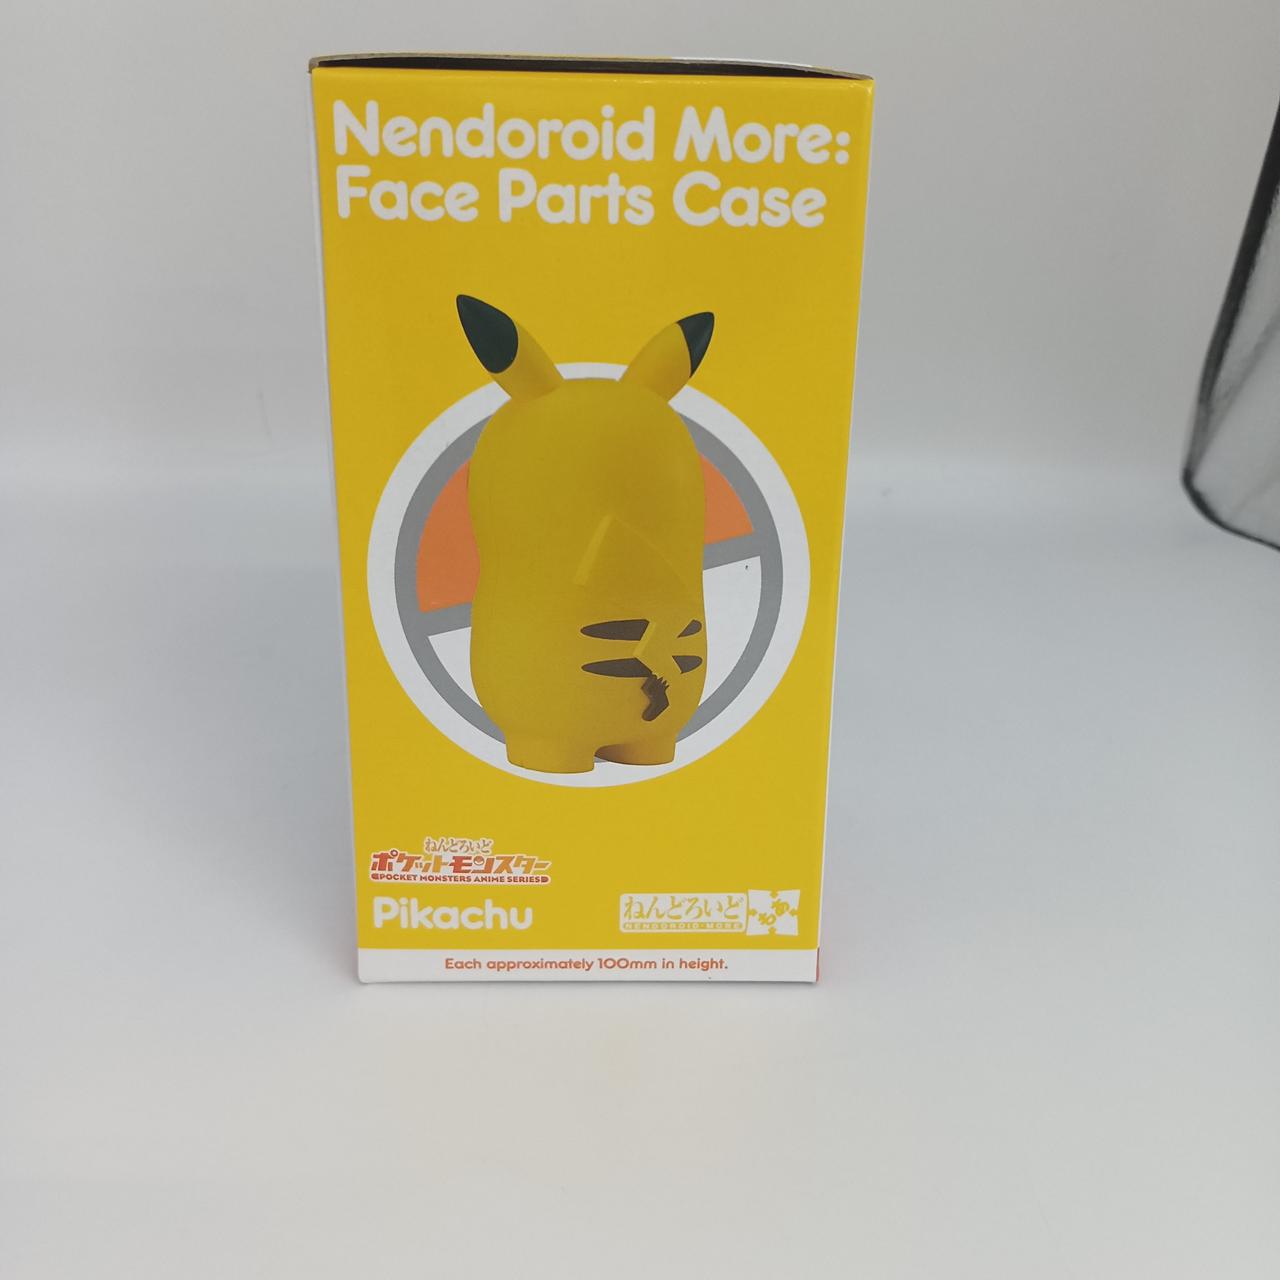 Nendoroid More:
Face Parts Case
ねんどろいど
ポケットモンスター
POCKET MONSTERS ANIME SERIES
Pikachu
ねんどろいど
NENDOROID・MORE
Each approximately 100mm in height.